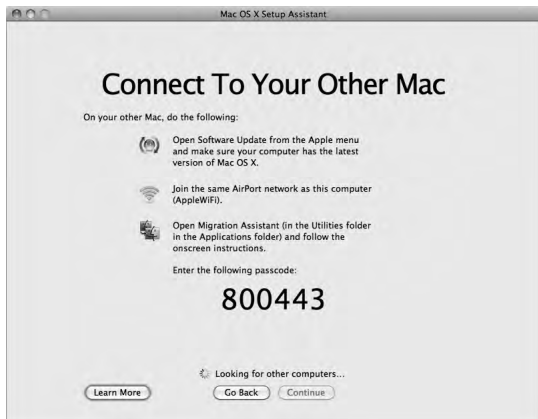 Mac OS X Setup Assistant
Connect To Your Other Mac
On your other Mac, do the following:
Open Software Update from the Apple menu
and make sure your computer has the latest
version of Mac OS X.
Join the same AirPort network as this computer
(AppleWiFi).
Open Migration Assistant (in the Utilities folder
in the Applications folder) and follow the
onscreen instructions.
Enter the following passcode:
800443
Looking for other computers...
Learn More
Go Back
Continue